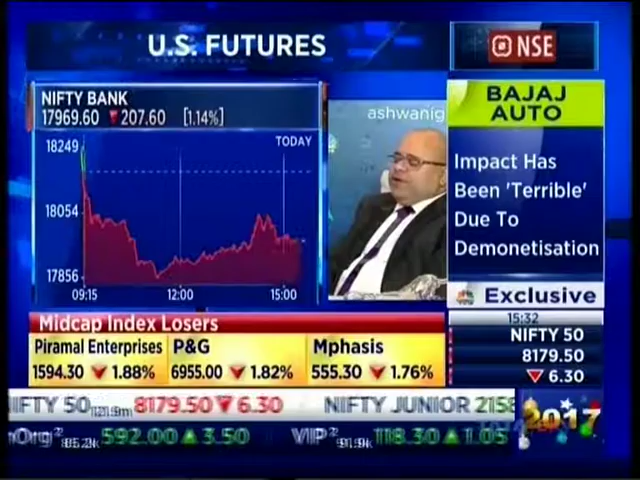 U.S. FUTURES
NSE
NIFTY BANK
17969.60 ▼ 207.60 [1.14%]
TODAY
18249
18054
17856
09:15 12:00 15:00
ashwanig
BAJAJ
AUTO
Impact Has
Been 'Terrible'
Due To
Demonetisation
Exclusive
15:32
NIFTY 50
8179.50
▽ 6.30
Midcap Index Losers
Piramal Enterprises
1594.30 ▼ 1.88%
P&G
6955.00 ▼ 1.82%
Mphasis
555.30 ▼ 1.76%
IFTY 50 8179.50 ▼ 6.30 NIFTY JUNIOR 2158
2017
592.00 ▲ 3.50 VIP 118.30 ▲ 1.05